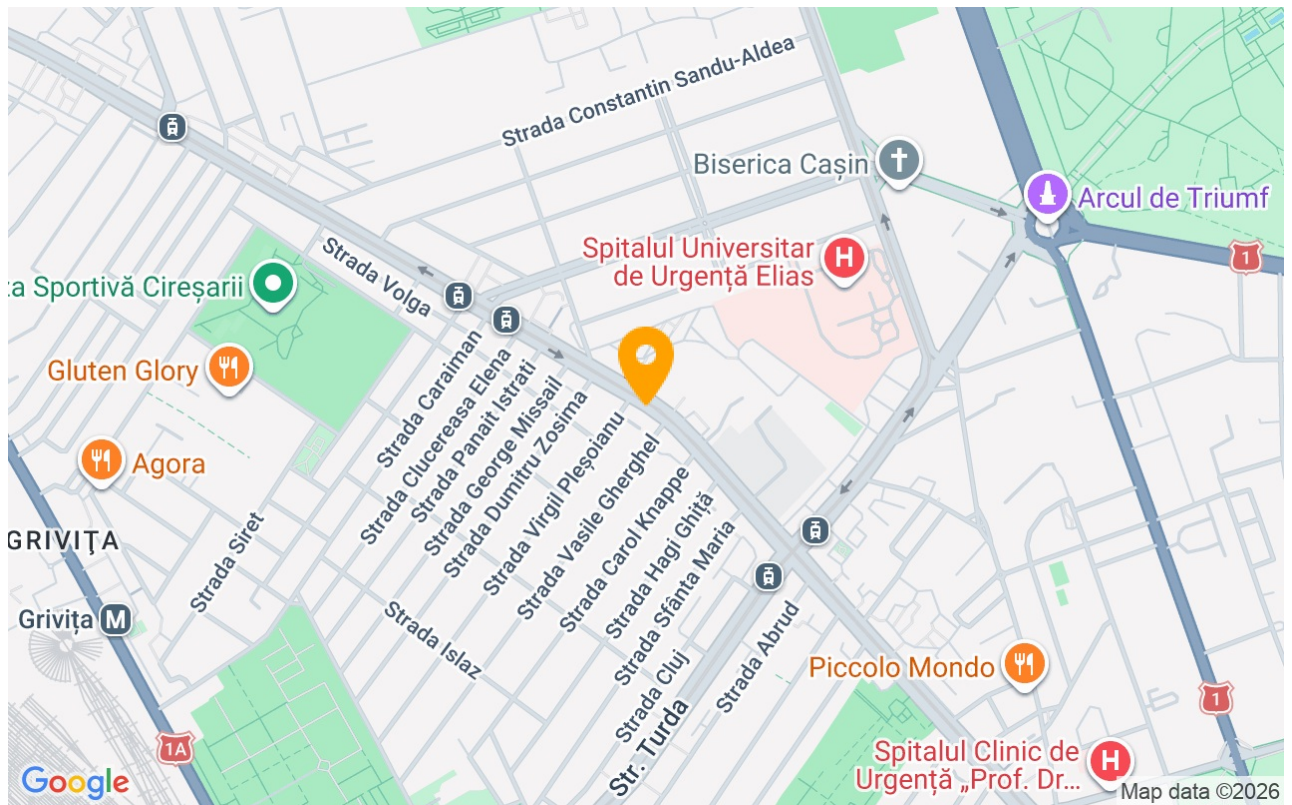 Strada Constantin Sandu-Aldea
Biserica Cașin
Arcul de Triumf
Spitalul Universitar
de Urgență Elias
1
Strada Volga
ța Sportivă Cireșarii
Gluten Glory
Agora
Strada Caraiman
Strada Clucereasa Elena
Strada Panait Istrati
Strada George Missail
Strada Dumitru Zosima
Strada Virgil Pleșoianu
Strada Vasile Gherghel
Strada Carol Knappe
Strada Hagi Ghiță
Strada Sfânta Maria
Strada Cluj
Str. Turda
Strada Abrud
GRIVIȚA
Strada Siret
Grivița M
Strada Islaz
Piccolo Mondo
1
1A
Spitalul Clinic de
Urgență „Prof. Dr...
Google
Map data ©2026